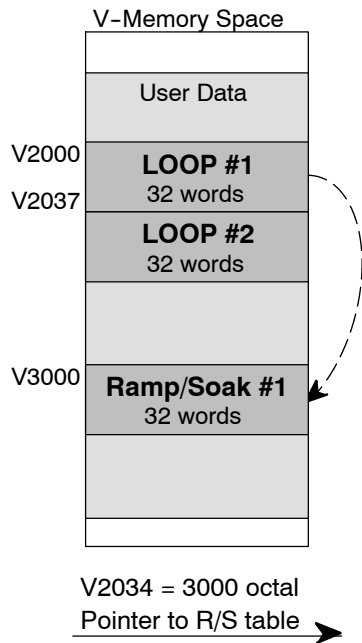 V-Memory Space
User Data
V2000
LOOP #1
32 words
V2037
LOOP #2
32 words
V3000
Ramp/Soak #1
32 words
V2034 = 3000 octal
Pointer to R/S table